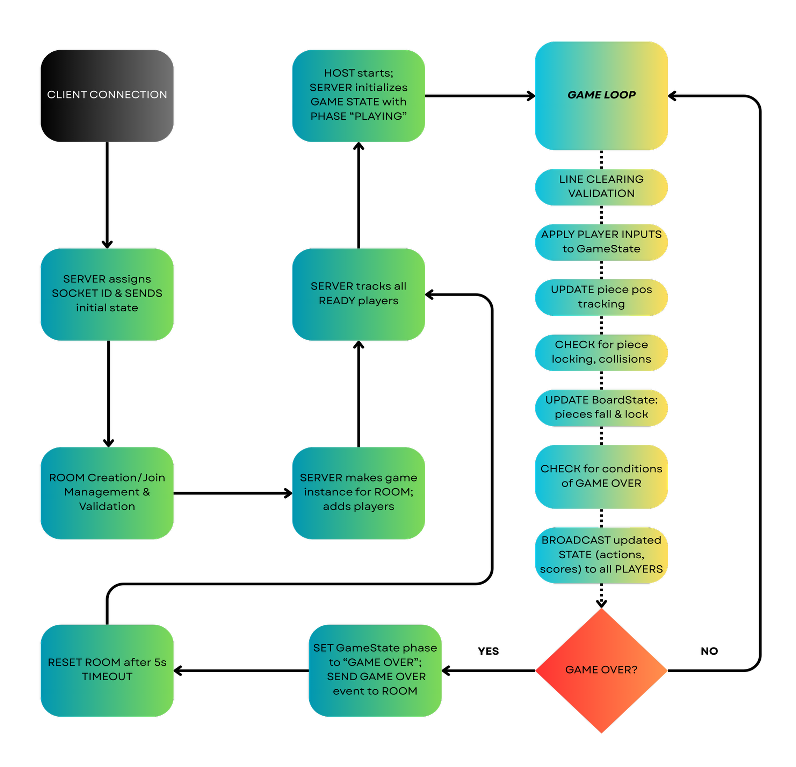 CLIENT CONNECTION
SERVER assigns
SOCKET ID & SENDS
initial state
ROOM Creation/Join
Management &
Validation
SERVER makes game
instance for ROOM;
adds players
SERVER tracks all
READY players
HOST starts;
SERVER initializes
GAME STATE with
PHASE "PLAYING"
GAME LOOP
LINE CLEARING
VALIDATION
APPLY PLAYER INPUTS
to GameState
UPDATE piece pos
tracking
CHECK for piece
locking, collisions
UPDATE BoardState:
pieces fall & lock
CHECK for conditions
of GAME OVER
BROADCAST updated
STATE (actions,
scores) to all PLAYERS
GAME OVER?
NO
YES
SET GameState phase
to "GAME OVER";
SEND GAME OVER
event to ROOM
RESET ROOM after 5s
TIMEOUT